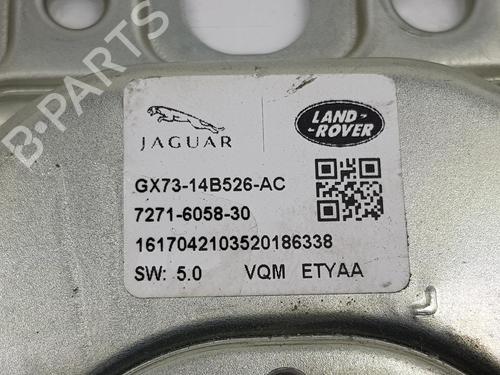 B-PARTS
JAGUAR
LAND
-ROVER
GX73-14B526-AC
7271-6058-30
1617042103520186338
SW: 5.0 VQM ETYAA